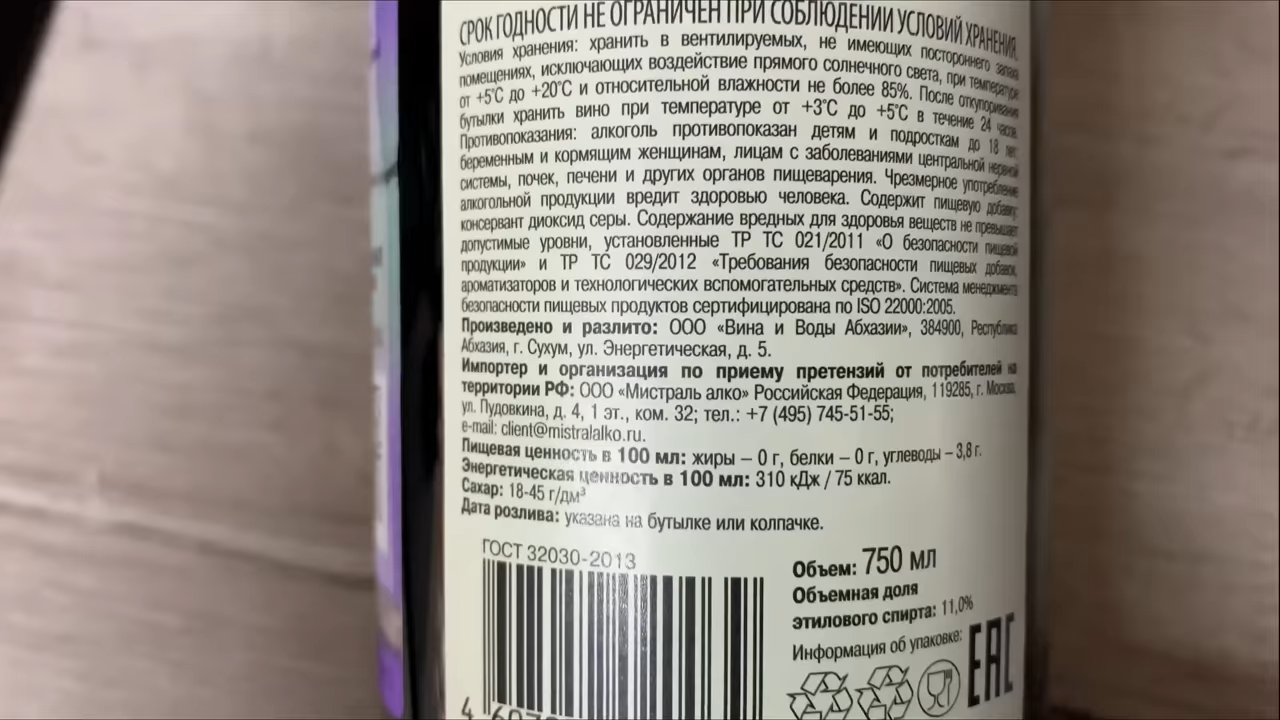 СРОК ГОДНОСТИ НЕ ОГРАНИЧЕН ПРИ СОБЛЮДЕНИИ УСЛОВИЙ ХРАНЕНИЯ.
Условия хранения: хранить в вентилируемых, не имеющих постороннего запаха
помещениях, исключающих воздействие прямого солнечного света, при температуре
от +5°С до +20°С и относительной влажности не более 85%. После откупоривания
бутылки хранить вино при температуре от +3°С до +5°С в течение 24 часов.
Противопоказания: алкоголь противопоказан детям и подросткам до 18 лет,
беременным и кормящим женщинам, лицам с заболеваниями центральной нервной
системы, почек, печени и других органов пищеварения. Чрезмерное употребление
алкогольной продукции вредит здоровью человека. Содержит пищевую добавку:
консервант диоксид серы. Содержание вредных для здоровья веществ не превышает
допустимые уровни, установленные ТР ТС 021/2011 «О безопасности пищевой
продукции» и ТР ТС 029/2012 «Требования безопасности пищевых добавок,
ароматизаторов и технологических вспомогательных средств». Система менеджмента
безопасности пищевых продуктов сертифицирована по ISO 22000:2005.
Произведено и разлито: ООО «Вина и Воды Абхазии», 384900, Республика
Абхазия, г. Сухум, ул. Энергетическая, д. 5.
Импортер и организация по приему претензий от потребителей на
территории РФ: ООО «Мистраль алко» Российская Федерация, 119285, г. Москва,
ул. Пудовкина, д. 4, 1 эт., ком. 32; тел.: +7 (495) 745-51-55;
e-mail: client@mistralalko.ru.
Пищевая ценность в 100 мл: жиры – 0 г, белки – 0 г, углеводы – 3,8 г.
Энергетическая ценность в 100 мл: 310 кДж / 75 ккал.
Сахар: 18-45 г/дм³
Дата розлива: указана на бутылке или колпачке.
ГОСТ 32030-2013
Объем: 750 мл
Объемная доля
этилового спирта: 11,0%
Информация об упаковке:
EAC